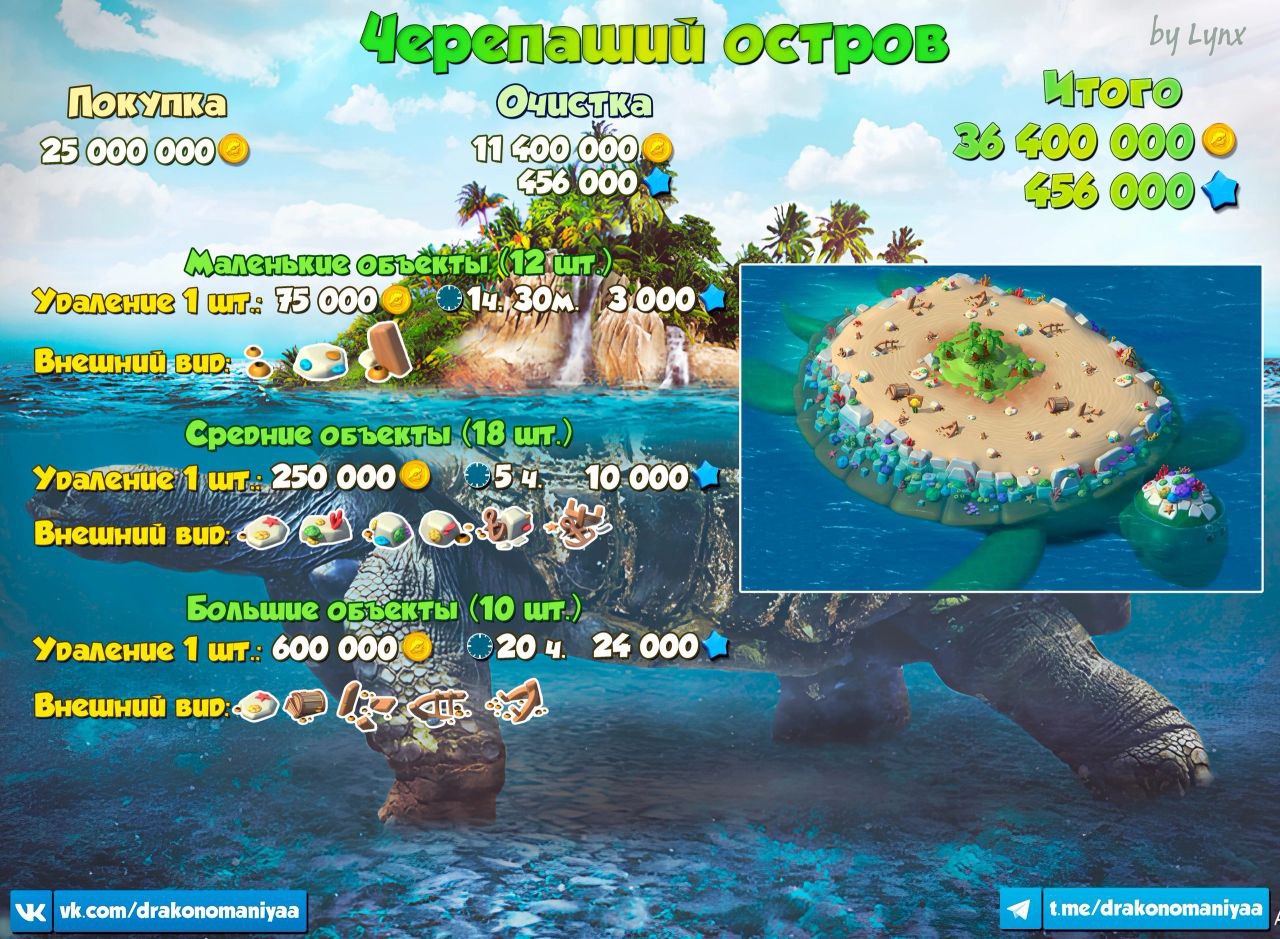 Черепаший остров
by Lynx
Покупка
25 000 000
Очистка
11 400 000
456 000
Итого
36 400 000
456 000
Маленькие объекты (12 шт.)
Удаление 1 шт.: 75 000 1ч. 30м. 3 000
Внешний вид:
Средние объекты (18 шт.)
Удаление 1 шт.: 250 000 5 ч. 10 000
Внешний вид:
Большие объекты (10 шт.)
Удаление 1 шт.: 600 000 20 ч. 24 000
Внешний вид:
vk.com/drakonomaniyaa
t.me/drakonomaniyaa